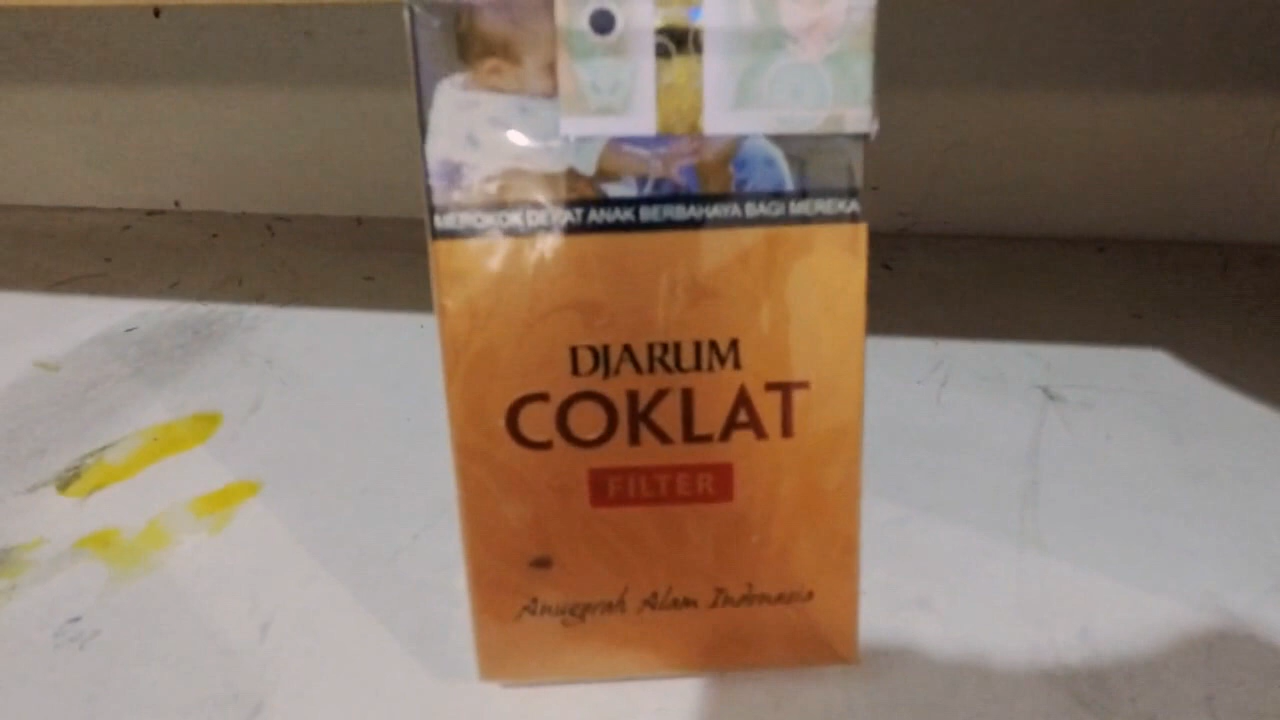 MEROKOK DEKAT ANAK BERBAHAYA BAGI MEREKA
DJARUM
COKLAT
FILTER
Anugerah Alam Indonesia